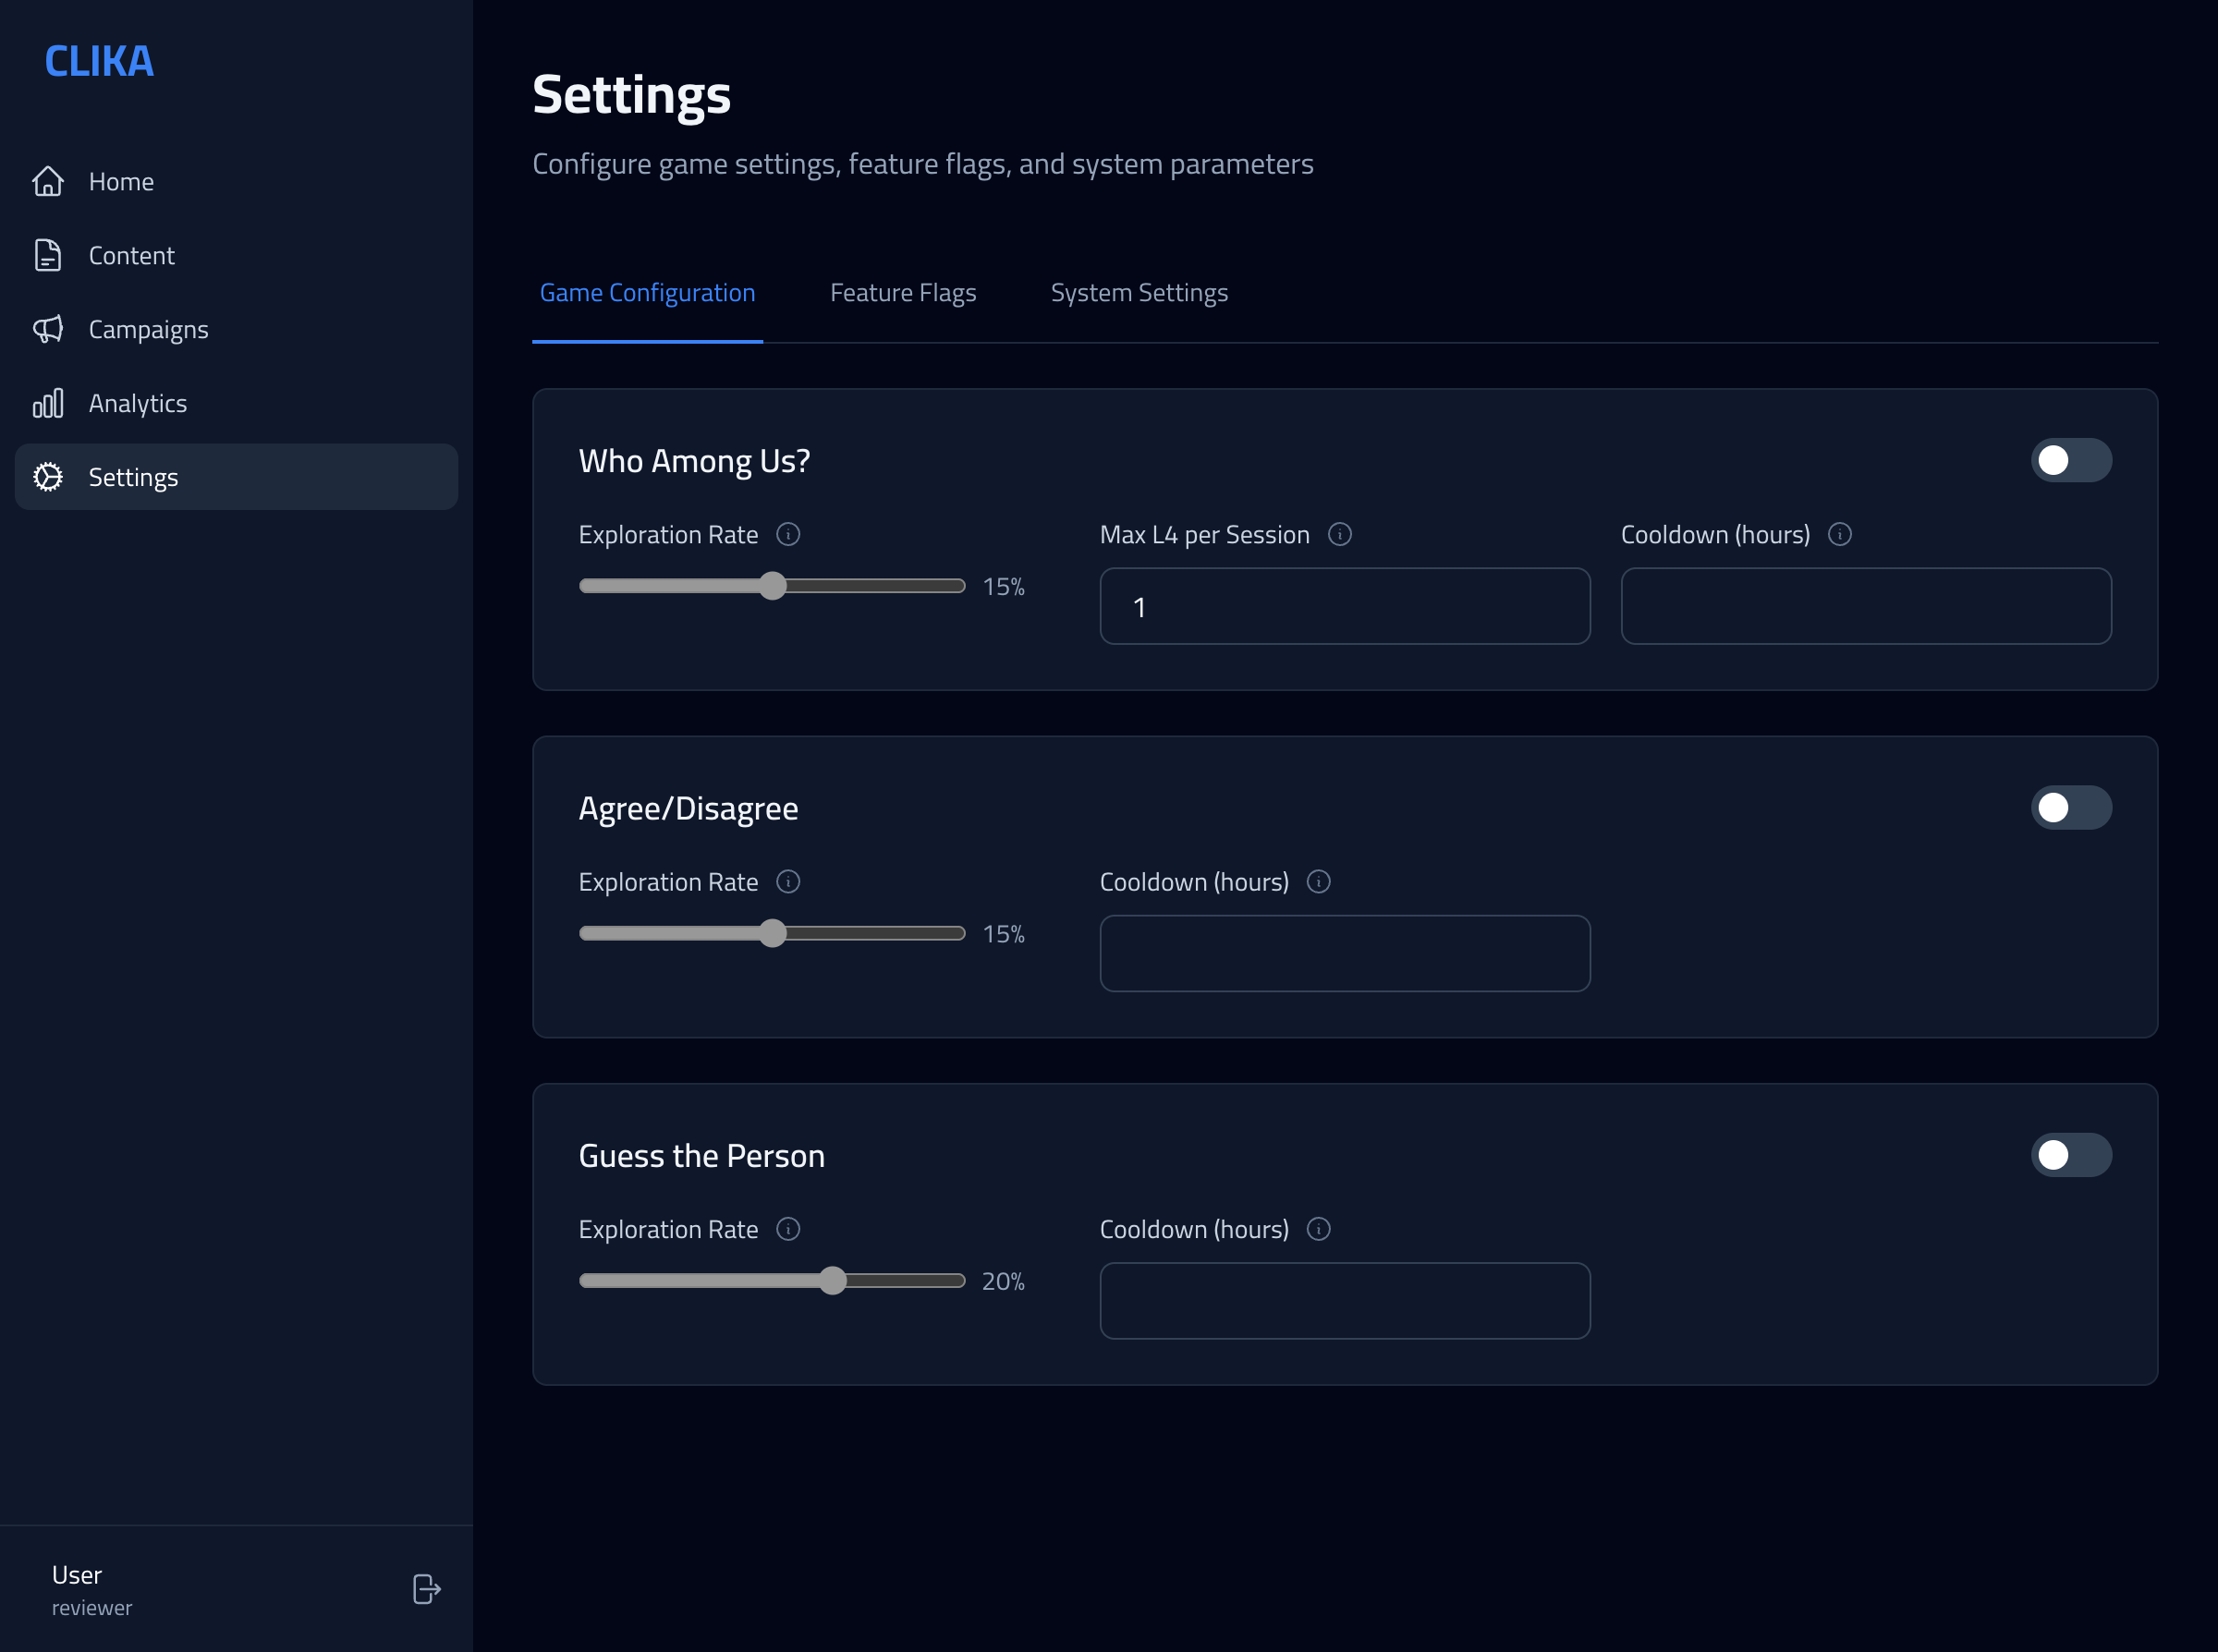 CLIKA
Home
Content
Campaigns
Analytics
Settings
User
reviewer
Settings
Configure game settings, feature flags, and system parameters
Game Configuration Feature Flags System Settings
Who Among Us?
Exploration Rate Max L4 per Session Cooldown (hours)
15% 1
Agree/Disagree
Exploration Rate Cooldown (hours)
15%
Guess the Person
Exploration Rate Cooldown (hours)
20%